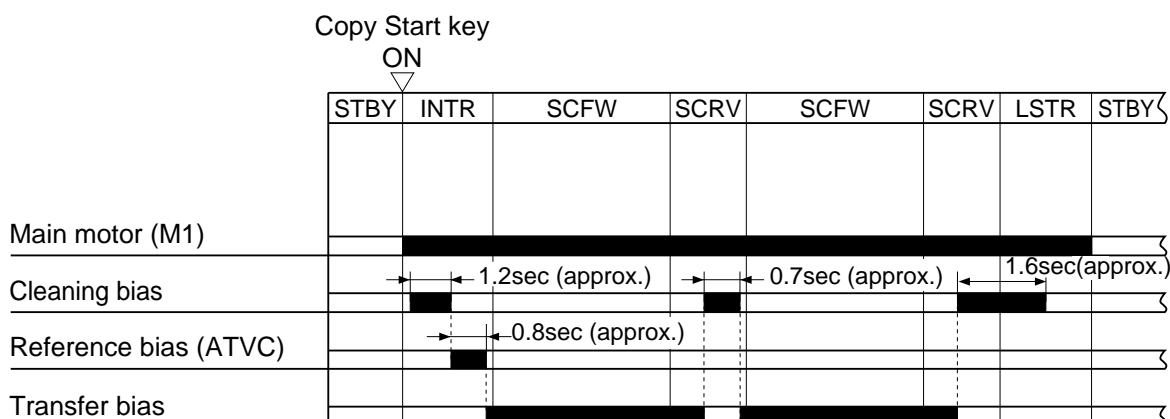 Copy Start key
ON
STBY INTR SCFW SCRV SCFW SCRV LSTR STBY
Main motor (M1)
1.2sec (approx.) 0.7sec (approx.) 1.6sec(approx.)
Cleaning bias
0.8sec (approx.)
Reference bias (ATVC)
Transfer bias